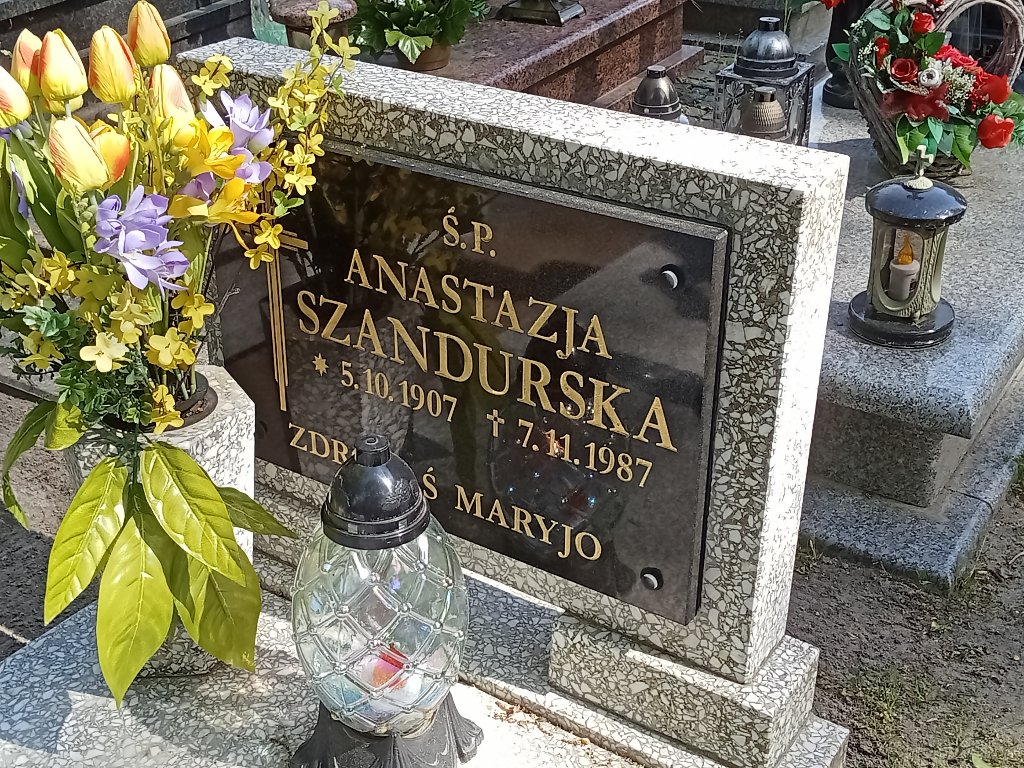 Ś.P.
ANASTAZJA
SZANDURSKA
* 5.10.1907 † 7.11.1987
MARYJO